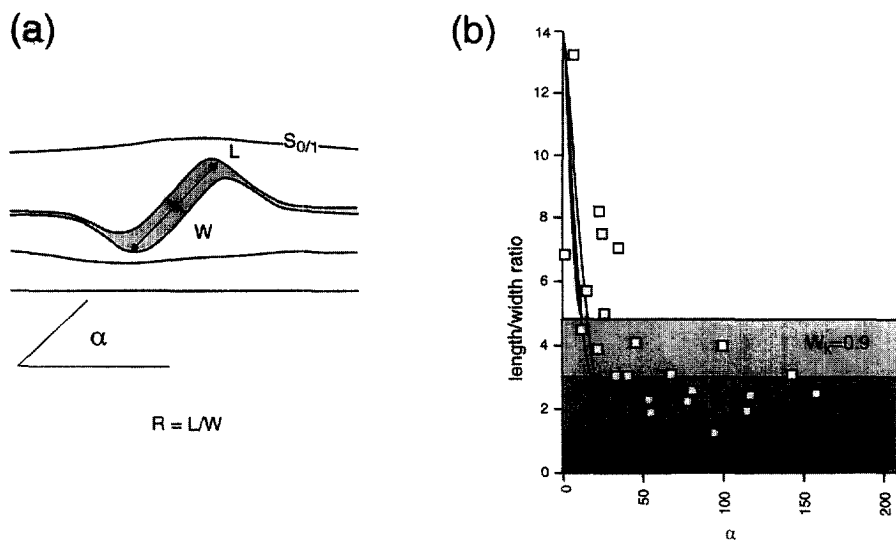 (a)
S0/1
L
W
α
R = L/W
(b)
length/width ratio
14
12
10
8
6
4
2
0
Wk=0.9
0
50
100
150
200
α